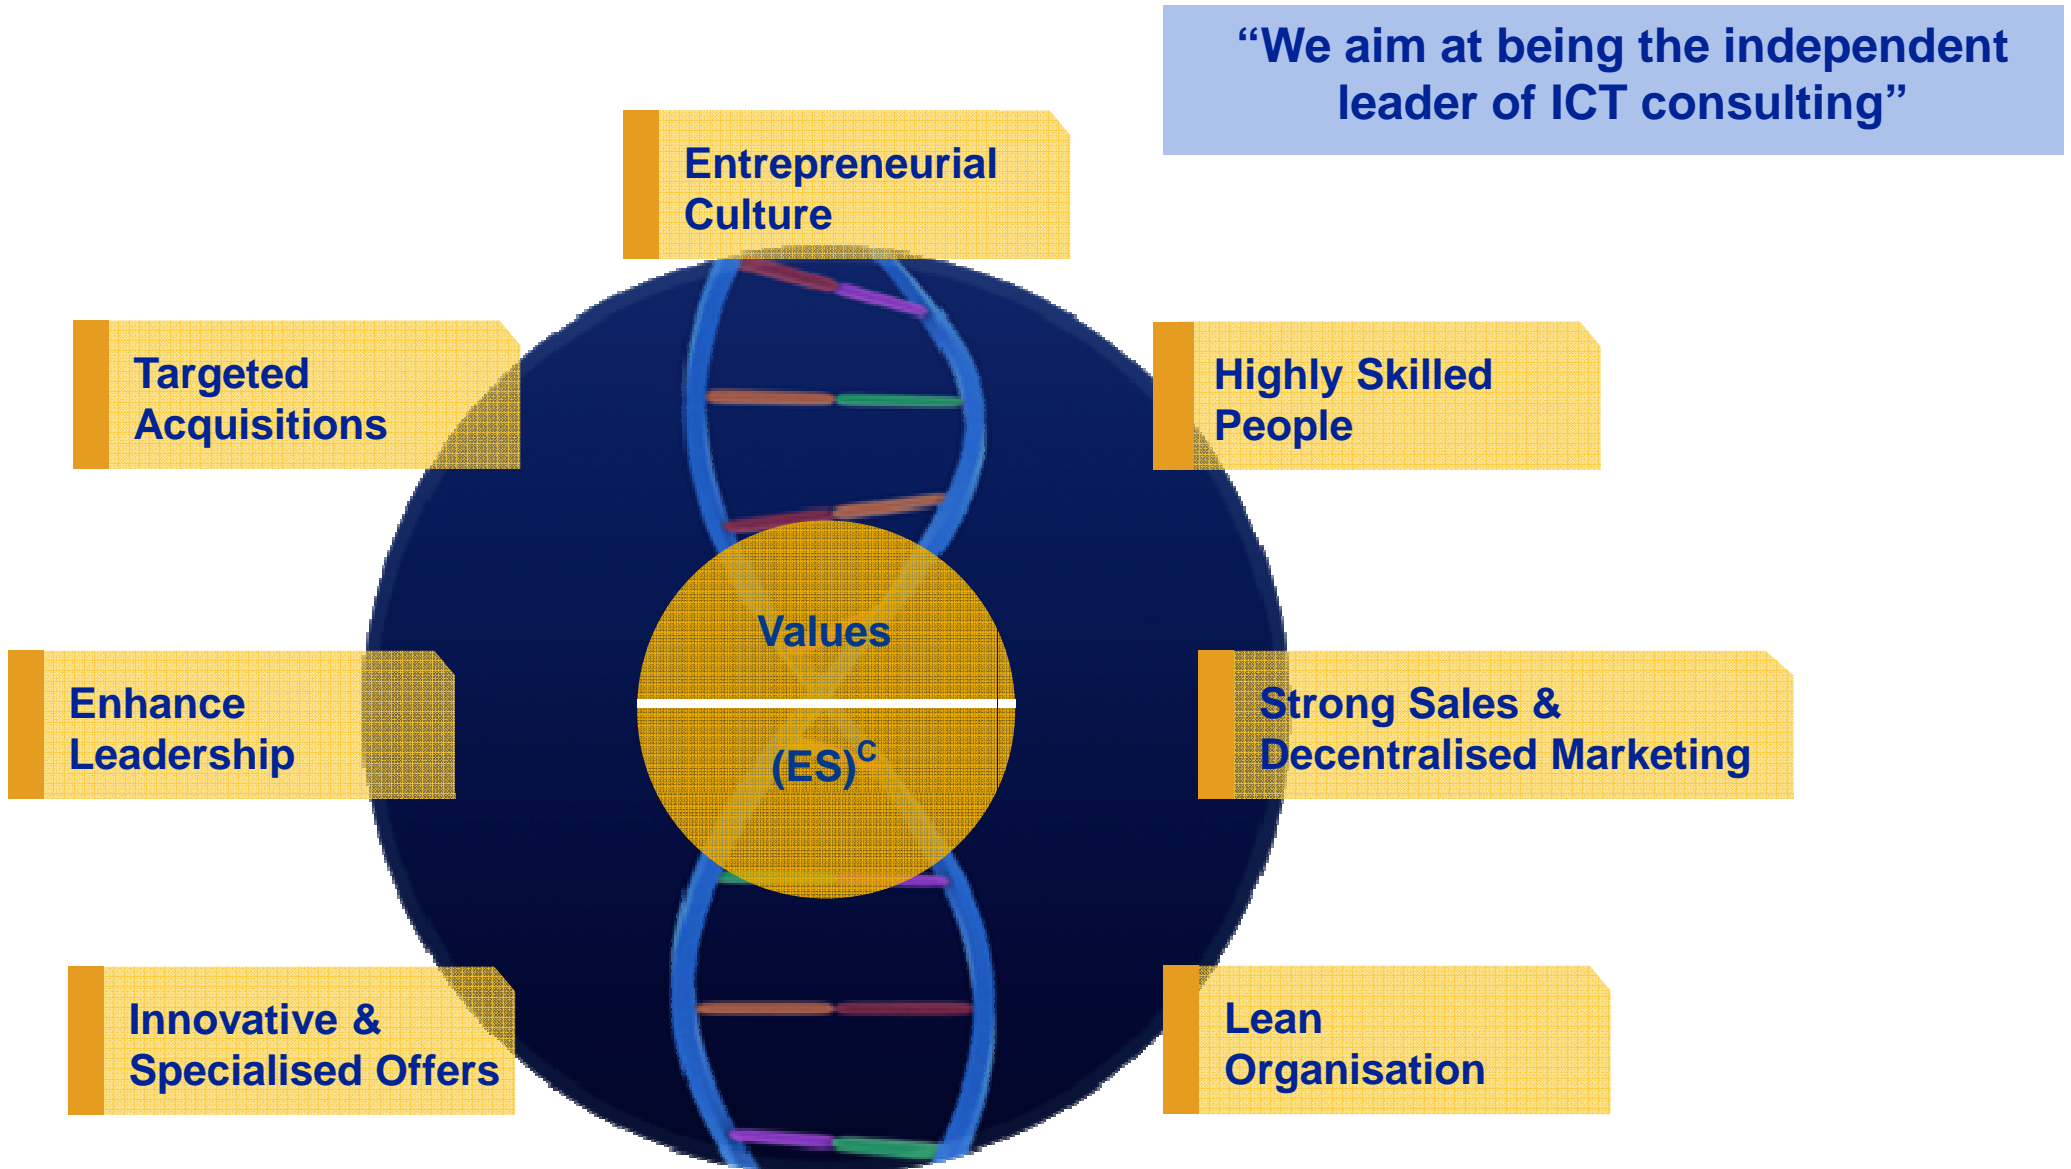 “We aim at being the independent
leader of ICT consulting”
Entrepreneurial
Culture
Targeted
Acquisitions
Highly Skilled
People
Values
(ES)^C
Enhance
Leadership
Strong Sales &
Decentralised Marketing
Innovative &
Specialised Offers
Lean
Organisation